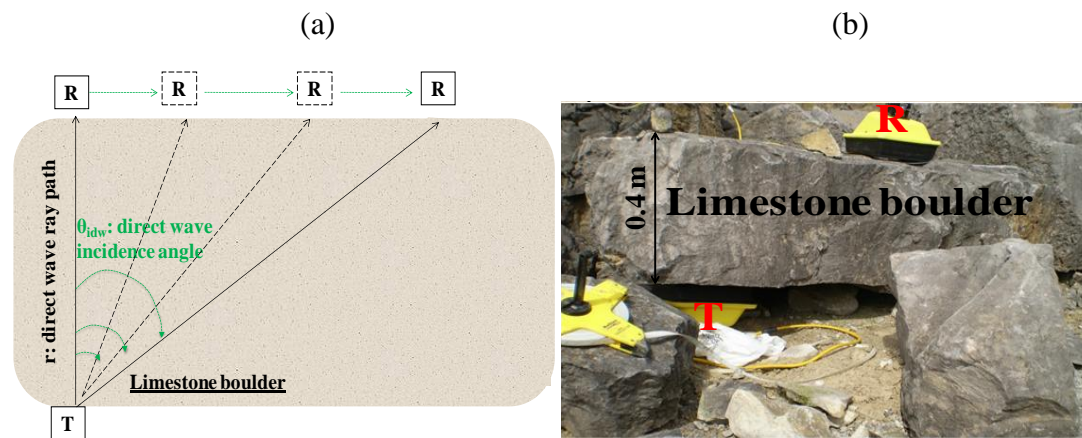 (a)
(b)
R
R
R
R
r: direct wave ray path
θidw: direct wave
incidence angle
Limestone boulder
T
R
0.4 m
Limestone boulder
T